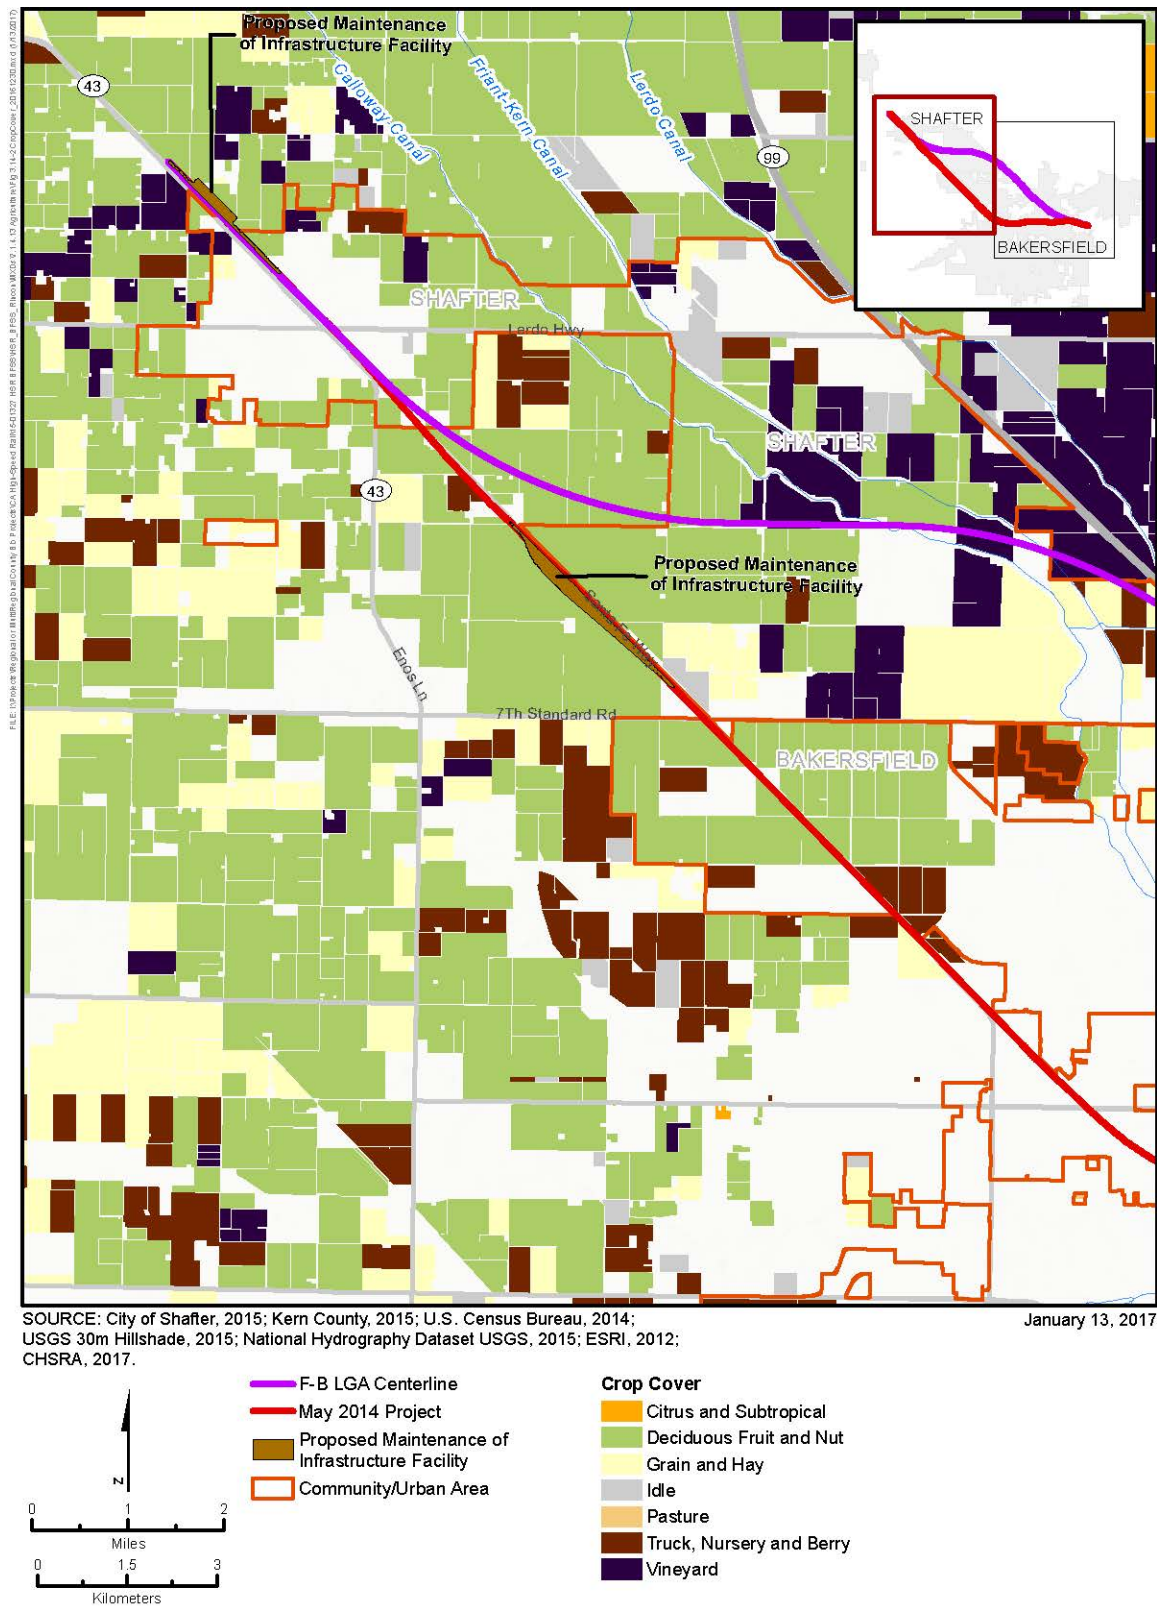 Proposed Maintenance
of Infrastructure Facility
43
Calloway Canal
Friant-Kern Canal
Lerdo Canal
99
SHAFTER
BAKERSFIELD
SHAFTER
Lerdo Hwy
SHAFTER
43
Proposed Maintenance
of Infrastructure Facility
Santa Fe Way
Enos Ln
7Th Standard Rd
BAKERSFIELD
SOURCE: City of Shafter, 2015; Kern County, 2015; U.S. Census Bureau, 2014;
USGS 30m Hillshade, 2015; National Hydrography Dataset USGS, 2015; ESRI, 2012;
CHSRA, 2017.
January 13, 2017
F-B LGA Centerline
May 2014 Project
Proposed Maintenance of
Infrastructure Facility
Community/Urban Area
Crop Cover
Citrus and Subtropical
Deciduous Fruit and Nut
Grain and Hay
Idle
Pasture
Truck, Nursery and Berry
Vineyard
N
0 1 2
Miles
0 1.5 3
Kilometers